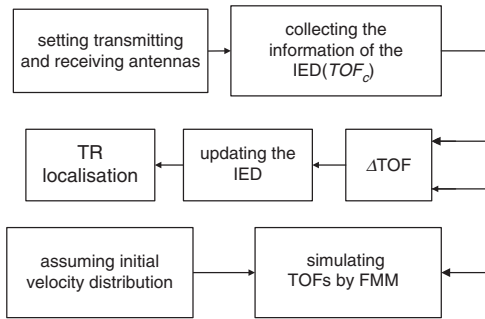 setting transmitting
and receiving antennas
collecting the
information of the
IED(TOFc)
TR
localisation
updating the
IED
ΔTOF
assuming initial
velocity distribution
simulating
TOFs by FMM